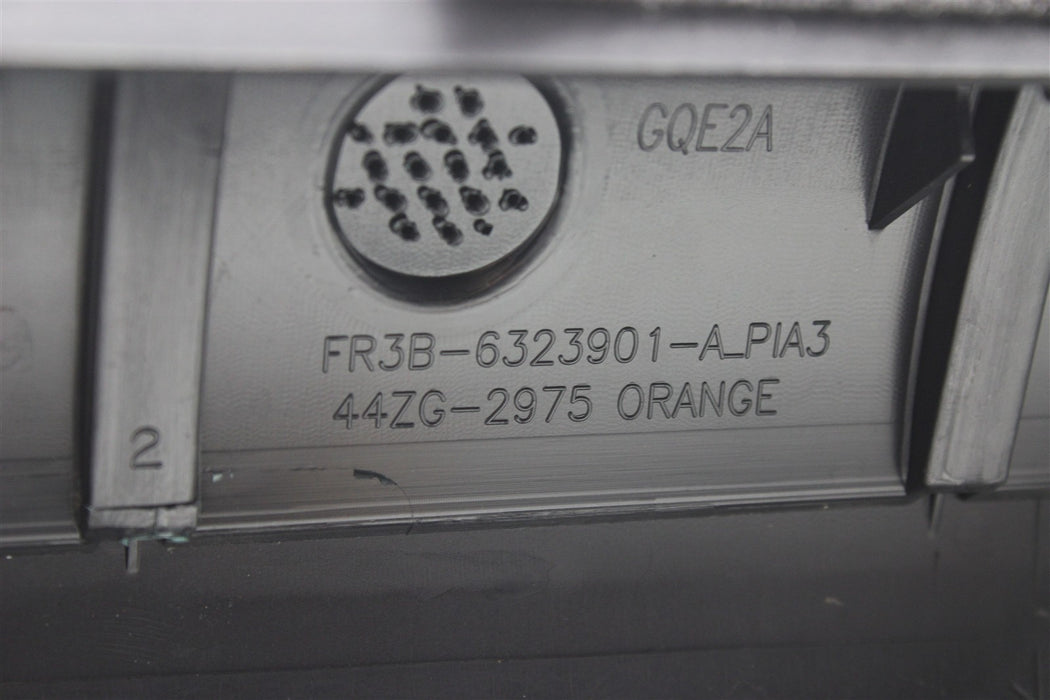 GQE2A
FR3B-6323901-A_PIA3
44ZG-2975 ORANGE
2